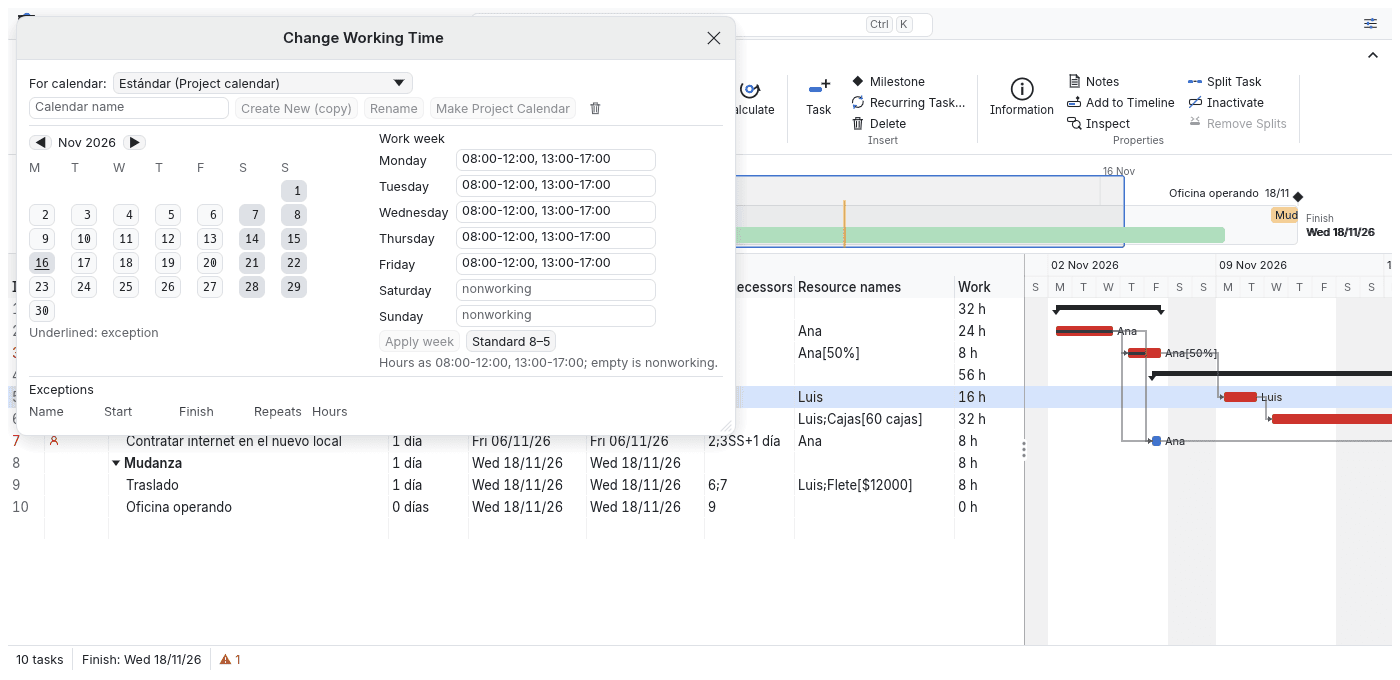 Change Working Time
Ctrl K
For calendar: Estándar (Project calendar)
Calendar name
Create New (copy)
Rename
Make Project Calendar
Nov 2026
M T W T F S S
1
2 3 4 5 6 7 8
9 10 11 12 13 14 15
16 17 18 19 20 21 22
23 24 25 26 27 28 29
30
Underlined: exception
Work week
Monday 08:00-12:00, 13:00-17:00
Tuesday 08:00-12:00, 13:00-17:00
Wednesday 08:00-12:00, 13:00-17:00
Thursday 08:00-12:00, 13:00-17:00
Friday 08:00-12:00, 13:00-17:00
Saturday nonworking
Sunday nonworking
Apply week
Standard 8–5
Hours as 08:00-12:00, 13:00-17:00; empty is nonworking.
Exceptions
Name Start Finish Repeats Hours
alculate
Task
Milestone
Recurring Task...
Delete
Insert
Information
Notes
Add to Timeline
Inspect
Split Task
Inactivate
Remove Splits
Properties
16 Nov
Oficina operando 18/11
Mud
Finish
Wed 18/11/26
ecessors Resource names Work
02 Nov 2026 09 Nov 2026 1
S M T W T F S S M T W T F S S
32 h
Ana 24 h Ana
Ana[50%] 8 h Ana[50%]
56 h
Luis 16 h Luis
Luis;Cajas[60 cajas] 32 h
7 Contratar internet en el nuevo local 1 día Fri 06/11/26 Fri 06/11/26 2;3SS+1 día Ana 8 h Ana
8 Mudanza 1 día Wed 18/11/26 Wed 18/11/26 8 h
9 Traslado 1 día Wed 18/11/26 Wed 18/11/26 6;7 Luis;Flete[$12000] 8 h
10 Oficina operando 0 días Wed 18/11/26 Wed 18/11/26 9 0 h
10 tasks Finish: Wed 18/11/26 1